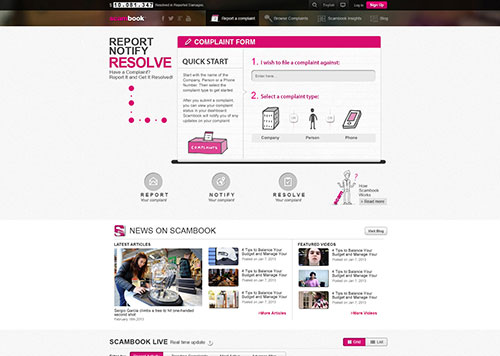 $ 10,081,347 Resolved in Reported Damages
English
Log In
Sign Up
scambook
Report a complaint
Browse Complaints
Scambook Insights
Blog
REPORT
NOTIFY
RESOLVE
Have a Complaint?
Report it and Get it Resolved!
COMPLAINT FORM
QUICK START
Start with the name of the
Company, Person or a Phone
Number. Then select the
complaint type to get started
After you submit a complaint,
you can view your complaint
status in your dashboard.
Scambook will notify you of any
updates on your complaint
COMPLAINTS
1. I wish to file a complaint against:
Enter here...
2. Select a complaint type:
or
or
Company
Person
Phone
REPORT
Your complaint
NOTIFY
Your complaint
RESOLVE
Your complaint
How
Scambook
Works
Read more
S NEWS ON SCAMBOOK
Visit Blog
LATEST ARTICLES
Sergio Garcia climbs a tree to hit one-handed
second shot
4 Tips to Balance Your
Budget and Manage Your
Posted on Jan 7, 2013
4 Tips to Balance Your
Budget and Manage Your
Posted on Jan 7, 2013
4 Tips to Balance Your
Budget and Manage Your
Posted on Jan 7, 2013
+More Articles
FEATURED VIDEOS
4 Tips to Balance Your
Budget and Manage Your
Posted on Jan 7, 2013
4 Tips to Balance Your
Budget and Manage Your
Posted on Jan 7, 2013
4 Tips to Balance Your
Budget and Manage Your
Posted on Jan 7, 2013
+More Videos
SCAMBOOK LIVE Real time update
Grid
List